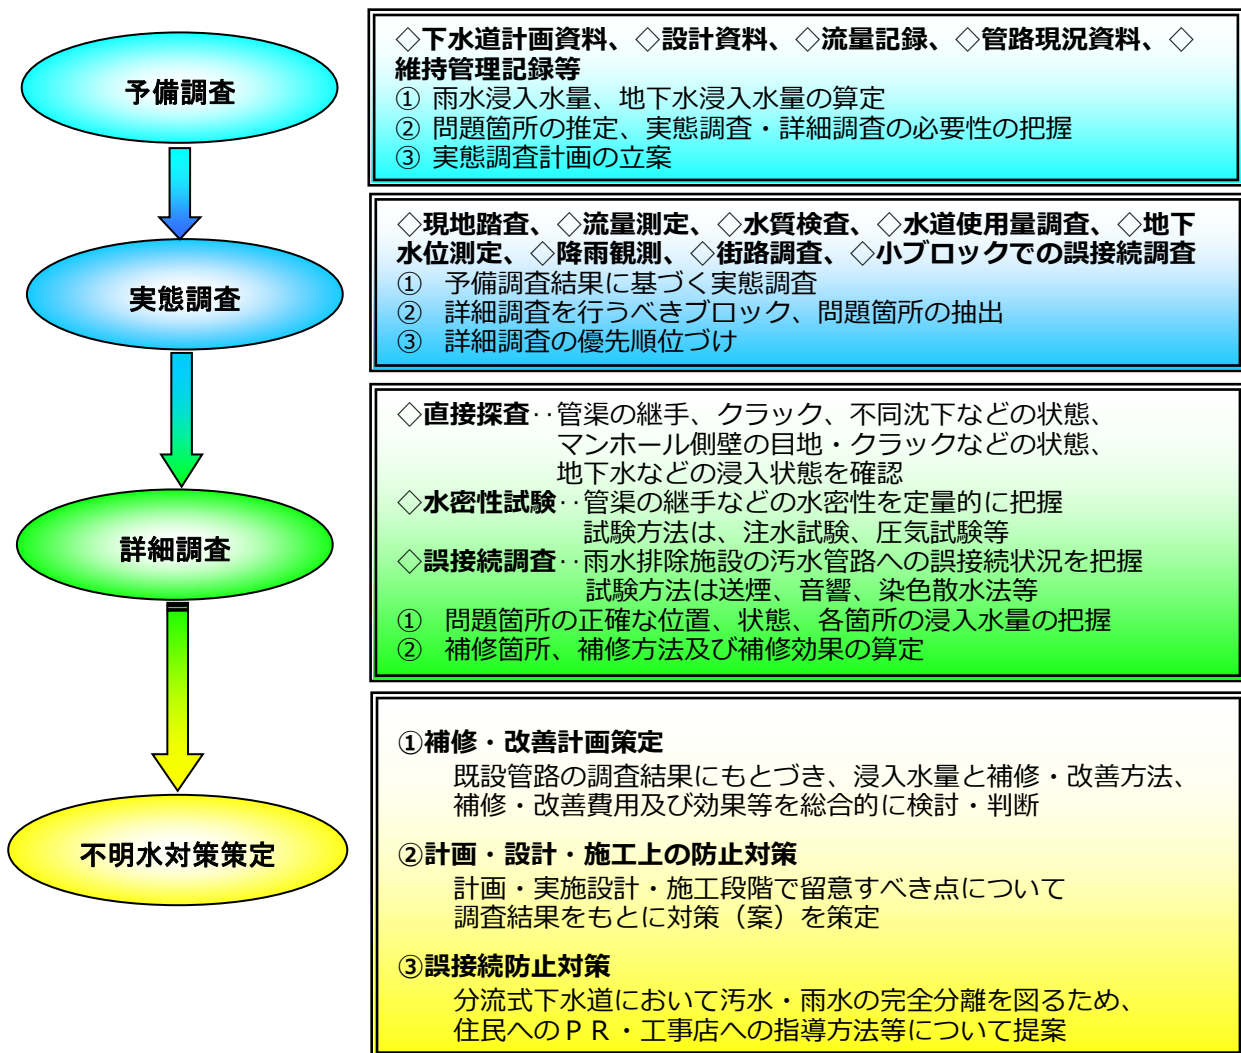 予備調査
◇下水道計画資料、◇設計資料、◇流量記録、◇管路現況資料、◇
維持管理記録等
① 雨水浸入水量、地下水浸入水量の算定
② 問題箇所の推定、実態調査・詳細調査の必要性の把握
③ 実態調査計画の立案
実態調査
◇現地踏査、◇流量測定、◇水質検査、◇水道使用量調査、◇地下
水位測定、◇降雨観測、◇街路調査、◇小ブロックでの誤接続調査
① 予備調査結果に基づく実態調査
② 詳細調査を行うべきブロック、問題箇所の抽出
③ 詳細調査の優先順位づけ
詳細調査
◇直接探査‥管渠の継手、クラック、不同沈下などの状態、
マンホール側壁の目地・クラックなどの状態、
地下水などの浸入状態を確認
◇水密性試験‥管渠の継手などの水密性を定量的に把握
試験方法は、注水試験、圧気試験等
◇誤接続調査‥雨水排除施設の汚水管路への誤接続状況を把握
試験方法は送煙、音響、染色散水法等
① 問題箇所の正確な位置、状態、各箇所の浸入水量の把握
② 補修箇所、補修方法及び補修効果の算定
不明水対策策定
①補修・改善計画策定
既設管路の調査結果にもとづき、浸入水量と補修・改善方法、
補修・改善費用及び効果等を総合的に検討・判断
②計画・設計・施工上の防止対策
計画・実施設計・施工段階で留意すべき点について
調査結果をもとに対策（案）を策定
③誤接続防止対策
分流式下水道において汚水・雨水の完全分離を図るため、
住民へのＰＲ・工事店への指導方法等について提案